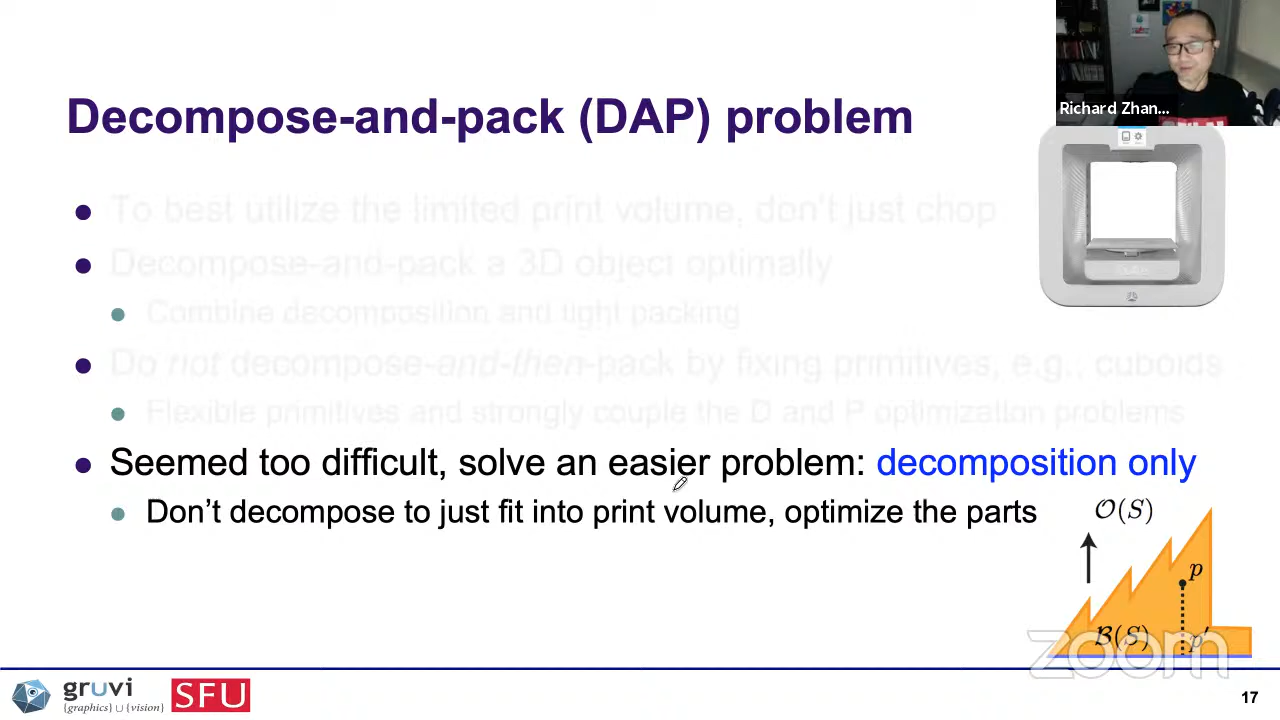 Richard Zhan...
Decompose-and-pack (DAP) problem
To best utilize the limited print volume, don't just chop
Decompose-and-pack a 3D object optimally
Combine decomposition and tight packing
Do not decompose-and-then-pack by fixing primitives, e.g., cuboids
Flexible primitives and strongly couple the D and P optimization problems
Seemed too difficult, solve an easier problem: decomposition only
Don't decompose to just fit into print volume, optimize the parts
O(S)
p
B(S)
p′
zoom
gruvi
{graphics} ∪ {vision}
SFU
17